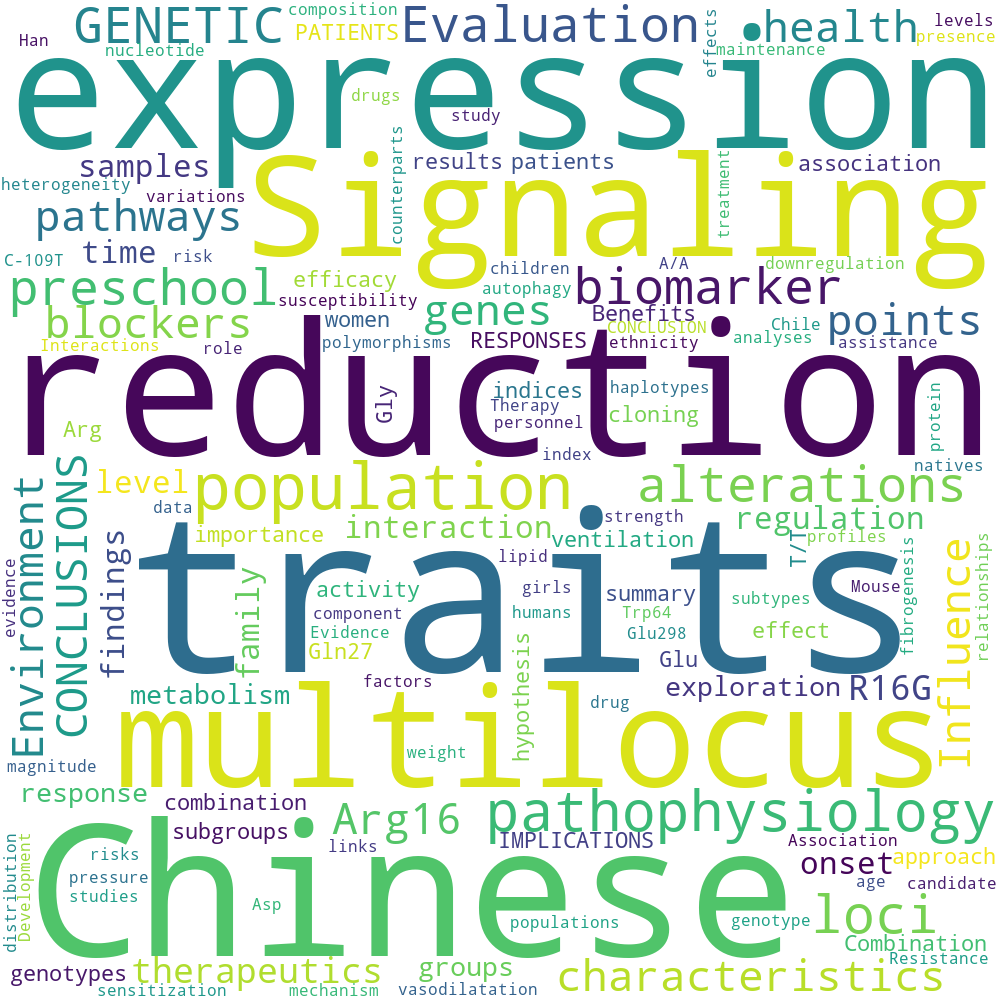 Han
GENETIC
composition
PATIENTS
Evaluation
effects
health
levels
presence
nucleotide
maintenance
expression
drugs
study
samples
counterparts
results
patients
treatment
association
heterogeneity
variations
Signaling
pathways
time
risk
C-109T
preschool
efficacy
children
A/A
downregulation
susceptibility
autophagy
biomarker
blockers
women
genes
Benefits
CONCLUSION
Chile
points
Interactions
role
polymorphisms
RESPONSES
ethnicity
analyses
assistance
reduction
Gly
indices
haplotypes
Therapy
personnel
cloning
protein
Arg
index
natives
Environment
CONCLUSIONS
level
population
alterations
data
strength
regulation
importance
interaction
ventilation
T/T
profiles
evidence
findings
traits
lipid
fibrogenesis
Influence
relationships
family
activity
girls
summary
subtypes
Mouse
component
humans
Trp64
Evidence
Glu298
effect
Gln27
hypothesis
Glu
metabolism
factors
exploration
R16G
drug
multilocus
weight
magnitude
response
combination
Arg16
pathophysiology
subgroups
links
IMPLICATIONS
Association
distribution
Development
risks
onset
approach
pressure
age
candidate
studies
Chinese
Asp
populations
genotype
loci
Combination
Resistance
genotypes
therapeutics
groups
characteristics
sensitization
mechanism
vasodilatation